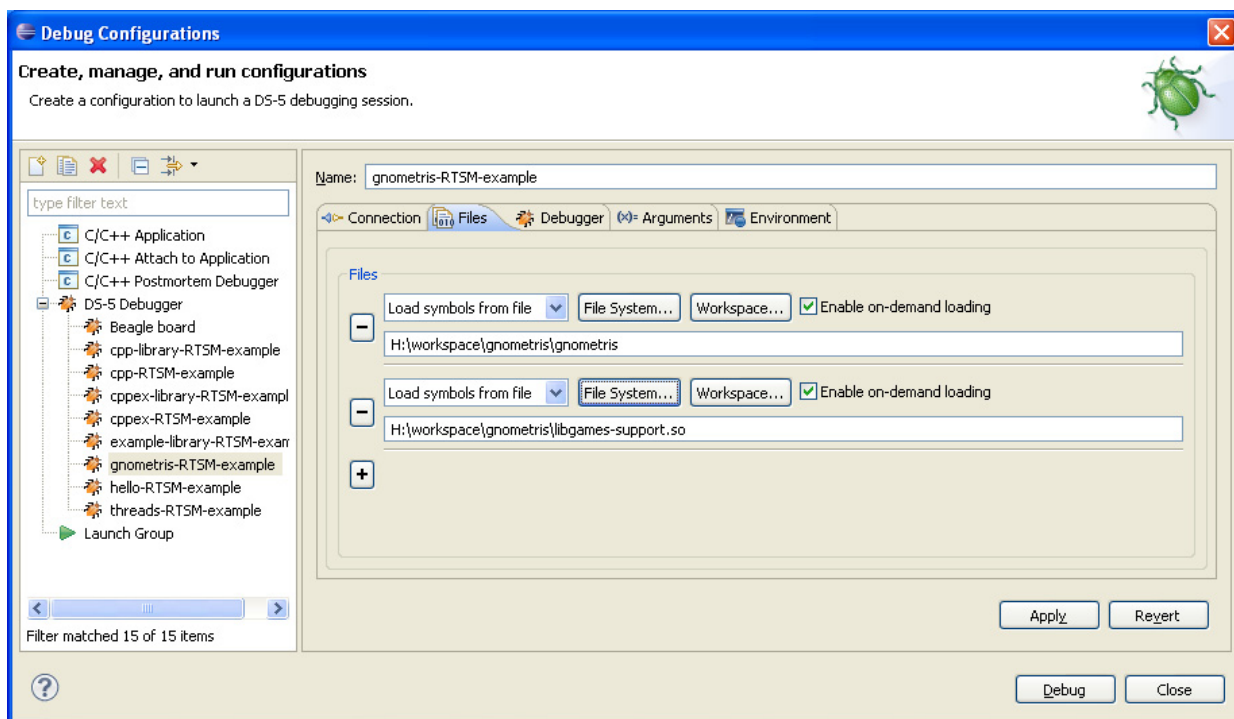 Debug Configurations
Create, manage, and run configurations
Create a configuration to launch a DS-5 debugging session.
type filter text
C/C++ Application
C/C++ Attach to Application
C/C++ Postmortem Debugger
DS-5 Debugger
Beagle board
cpp-library-RTSM-example
cpp-RTSM-example
cppex-library-RTSM-exampl
cppex-RTSM-example
example-library-RTSM-exam
gnometris-RTSM-example
hello-RTSM-example
threads-RTSM-example
Launch Group
Filter matched 15 of 15 items
Name: gnometris-RTSM-example
Connection Files Debugger (x)= Arguments Environment
Files
Load symbols from file File System... Workspace... Enable on-demand loading
H:\workspace\gnometris\gnometris
Load symbols from file File System... Workspace... Enable on-demand loading
H:\workspace\gnometris\libgames-support.so
Apply Revert
Debug Close